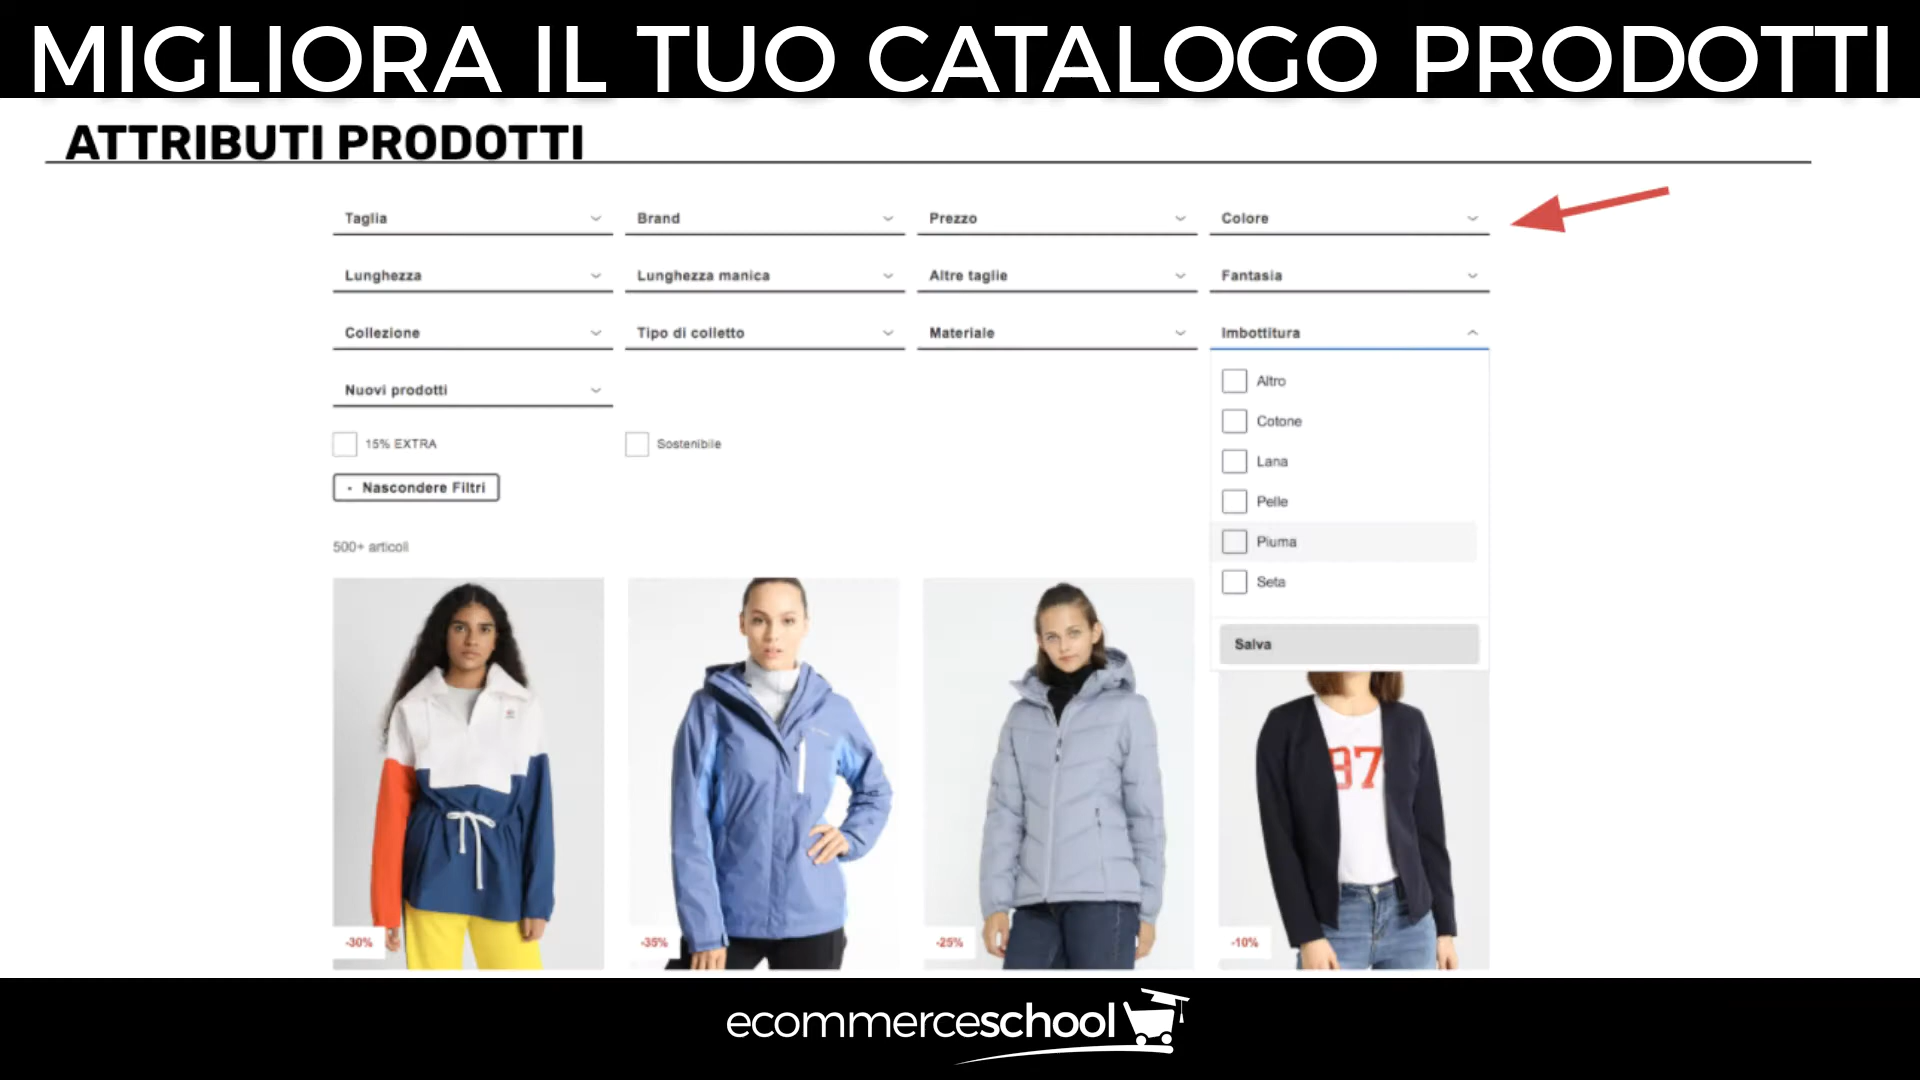 MIGLIORA IL TUO CATALOGO PRODOTTI
ATTRIBUTI PRODOTTI
Taglia
Brand
Prezzo
Colore
Lunghezza
Lunghezza manica
Altre taglie
Fantasia
Collezione
Tipo di colletto
Materiale
Imbottitura
Nuovi prodotti
Altro
Cotone
Lana
Pelle
Piuma
Seta
Salva
15% EXTRA
Sostenibile
- Nascondere Filtri
500+ articoli
97
-30%
-35%
-25%
-10%
ecommerceschool